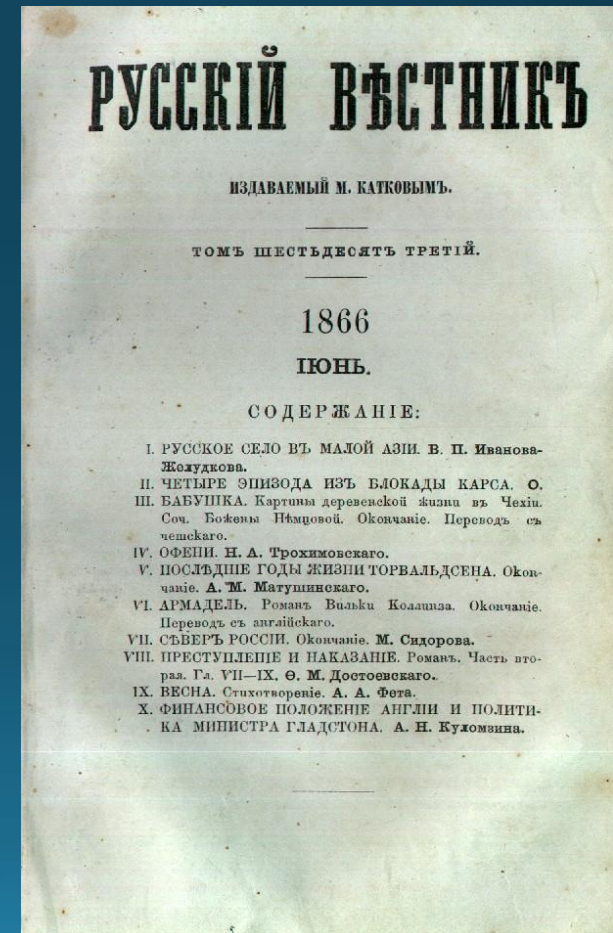 РУССКІЙ ВѢСТНИКЪ
ИЗДАВАЕМЫЙ М. КАТКОВЫМЪ.
ТОМЪ ШЕСТЬДЕСЯТЪ ТРЕТІЙ.
1866
ІЮНЬ.
СОДЕРЖАНІЕ:
I. РУССКОЕ СЕЛО ВЪ МАЛОЙ АЗІИ. В. П. Иванова-
Желудкова.
II. ЧЕТЫРЕ ЭПИЗОДА ИЗЪ БЛОКАДЫ КАРСА. О.
III. БАБУШКА. Картины деревенской жизни въ Чехіи.
Соч. Божены Нѣмцовой. Окончаніе. Переводъ съ
чешскаго.
IV. ОФЕНИ. Н. А. Трохимовскаго.
V. ПОСЛѢДНІЕ ГОДЫ ЖИЗНИ ТОРВАЛЬДСЕНА. Окон-
чаніе. А. М. Матушинскаго.
VI. АРМАДЕЛЬ. Романъ Вильки Коллинза. Окончаніе.
Переводъ съ англійскаго.
VII. СѢВЕРЪ РОССІИ. Окончаніе. М. Сидорова.
VIII. ПРЕСТУПЛЕНІЕ И НАКАЗАНІЕ. Романъ. Часть вто-
рая. Гл. VII—IX. Ѳ. М. Достоевскаго.
IX. ВЕСНА. Стихотвореніе. А. А. Фета.
X. ФИНАНСОВОЕ ПОЛОЖЕНІЕ АНГЛІИ И ПОЛИТИ-
КА МИНИСТРА ГЛАДСТОНА. А. Н. Куломзина.